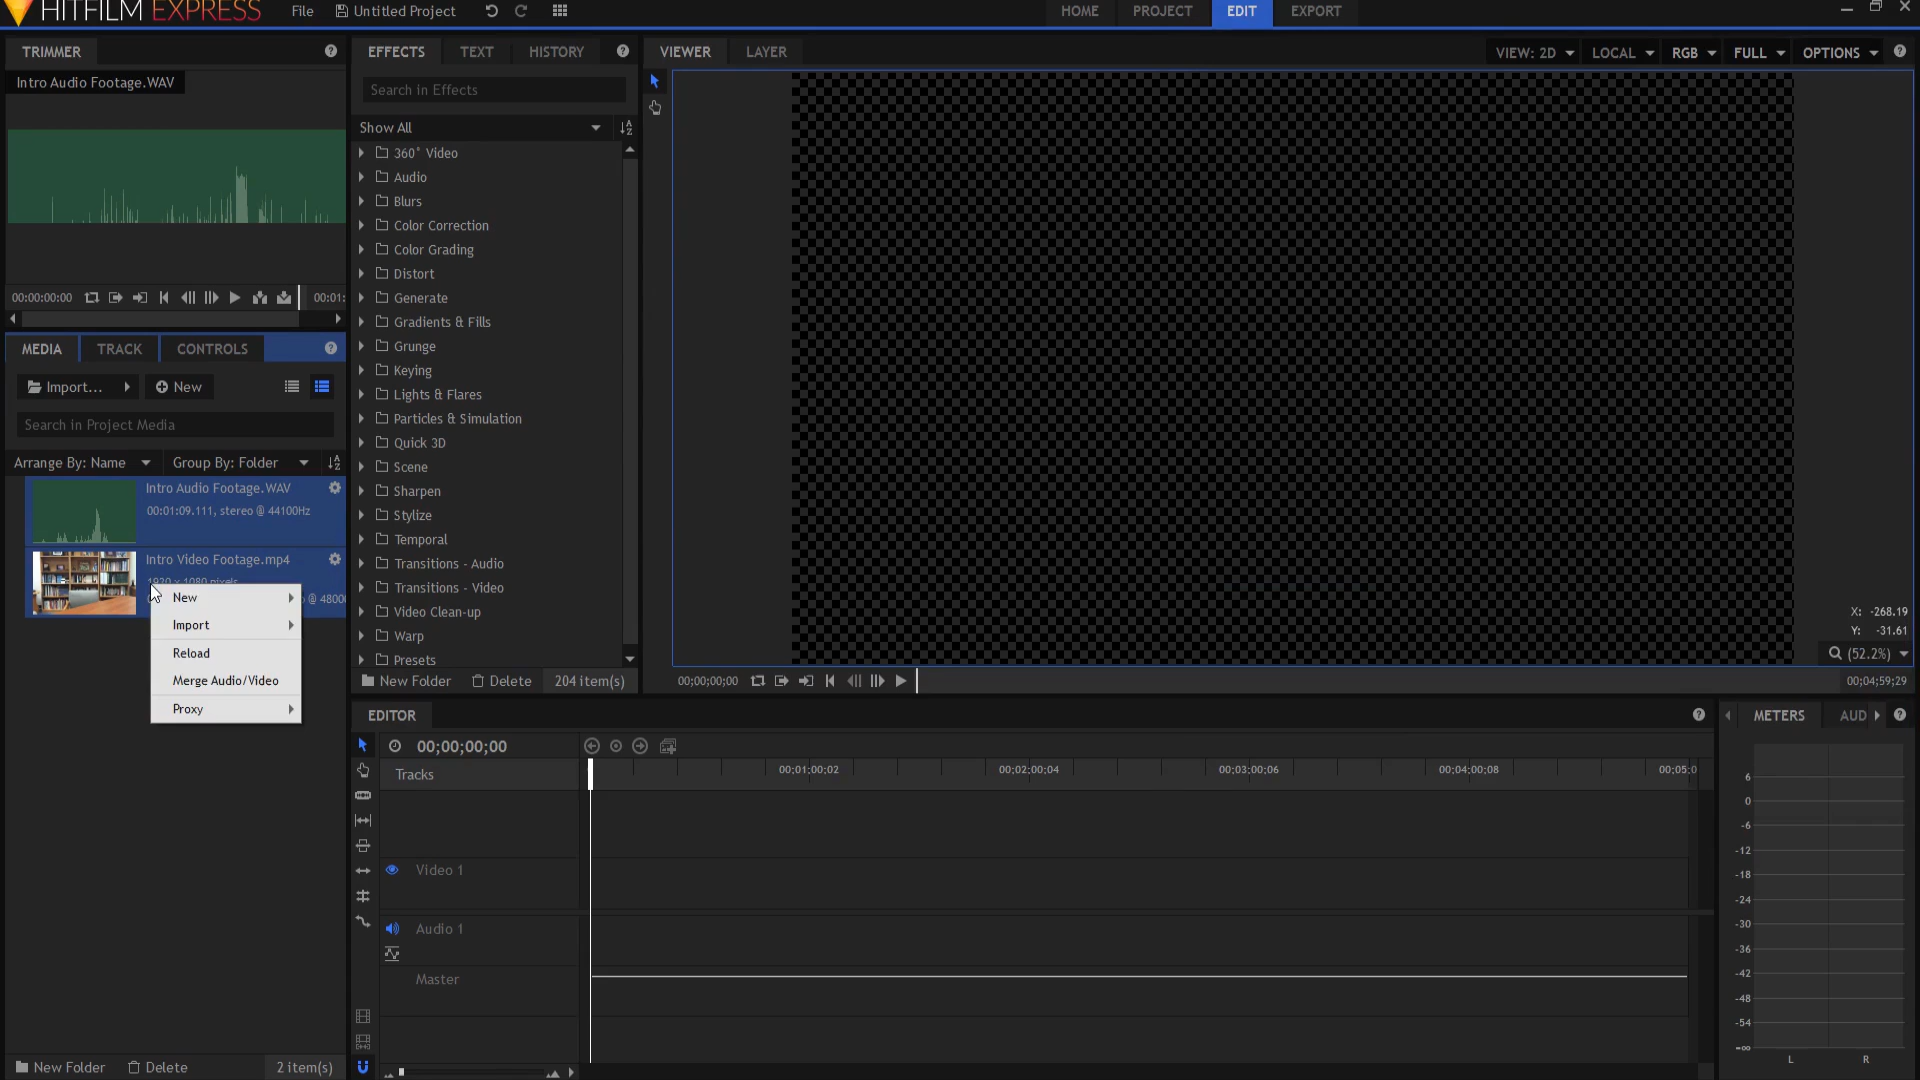 HITFILM EXPRESS
File
Untitled Project
HOME
PROJECT
EDIT
EXPORT
TRIMMER
Intro Audio Footage.WAV
00:00:00:00
00:01:
MEDIA
TRACK
CONTROLS
Import...
New
Search in Project Media
Arrange By: Name
Group By: Folder
Intro Audio Footage.WAV
00:01:09.111, stereo @ 44100Hz
Intro Video Footage.mp4
1920 x 1080 pixels
@ 4800
New
Import
Reload
Merge Audio/Video
Proxy
New Folder
Delete
2 item(s)
EFFECTS
TEXT
HISTORY
Search in Effects
Show All
360° Video
Audio
Blurs
Color Correction
Color Grading
Distort
Generate
Gradients & Fills
Grunge
Keying
Lights & Flares
Particles & Simulation
Quick 3D
Scene
Sharpen
Stylize
Temporal
Transitions - Audio
Transitions - Video
Video Clean-up
Warp
Presets
New Folder
Delete
204 item(s)
VIEWER
LAYER
VIEW: 2D
LOCAL
RGB
FULL
OPTIONS
X: -268.19
Y: -31.61
(52.2%)
00;00;00;00
00;04;59;29
EDITOR
00;00;00;00
Tracks
00;01;00;02
00;02;00;04
00;03;00;06
00;04;00;08
00;05;0
Video 1
Audio 1
Master
METERS
AUD
6
0
-6
-12
-18
-24
-30
-36
-42
-48
-54
-∞
L
R